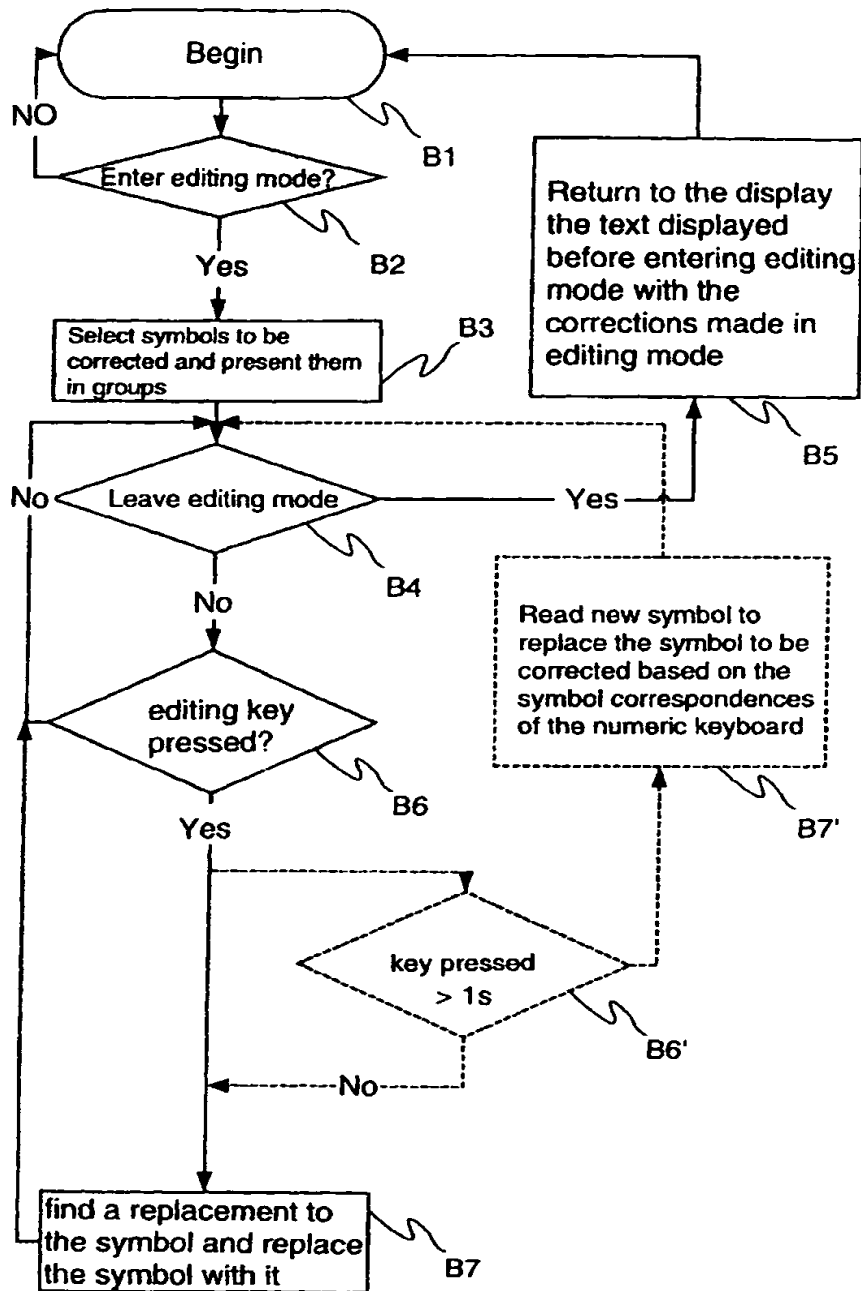 Begin
NO
B1
Enter editing mode?
B2
Yes
Return to the display
the text displayed
before entering editing
mode with the
corrections made in
editing mode
B5
Select symbols to be
corrected and present them
in groups
B3
No
Leave editing mode
Yes
B4
No
Read new symbol to
replace the symbol to be
corrected based on the
symbol correspondences
of the numeric keyboard
B7'
editing key
pressed?
B6
Yes
key pressed
> 1s
B6'
No
find a replacement to
the symbol and replace
the symbol with it
B7